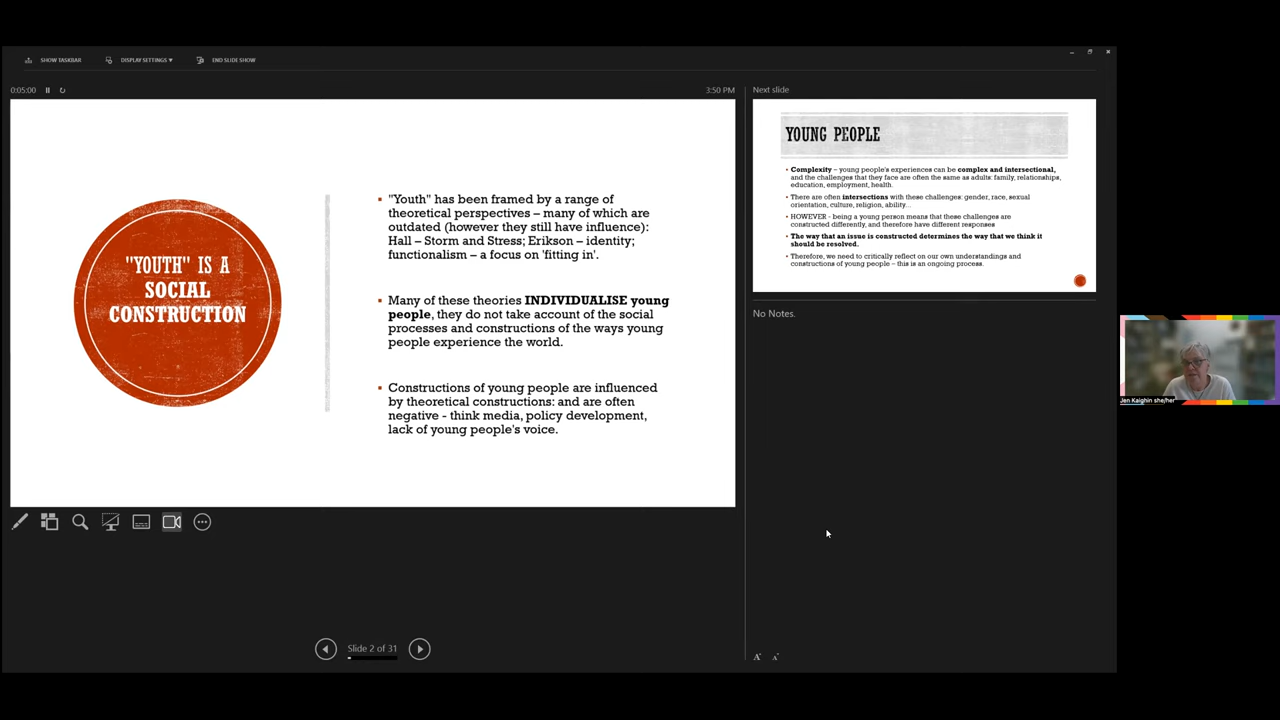 SHOW TASKBAR
DISPLAY SETTINGS ▼
END SLIDE SHOW
0:05:00
3:50 PM
"YOUTH" IS A
SOCIAL
CONSTRUCTION
▪ "Youth" has been framed by a range of
theoretical perspectives – many of which are
outdated (however they still have influence):
Hall – Storm and Stress; Erikson – identity;
functionalism – a focus on 'fitting in'.
▪ Many of these theories INDIVIDUALISE young
people, they do not take account of the social
processes and constructions of the ways young
people experience the world.
▪ Constructions of young people are influenced
by theoretical constructions: and are often
negative - think media, policy development,
lack of young people's voice.
Slide 2 of 31
Next slide
YOUNG PEOPLE
▪ Complexity – young people's experiences can be complex and intersectional,
and the challenges that they face are often the same as adults: family, relationships,
education, employment, health.
▪ There are often intersections with these challenges: gender, race, sexual
orientation, culture, religion, ability…
▪ HOWEVER - being a young person means that these challenges are
constructed differently, and therefore have different responses
▪ The way that an issue is constructed determines the way that we think it
should be resolved.
▪ Therefore, we need to critically reflect on our own understandings and
constructions of young people – this is an ongoing process.
No Notes.
A A
Jen Kaighin she/her